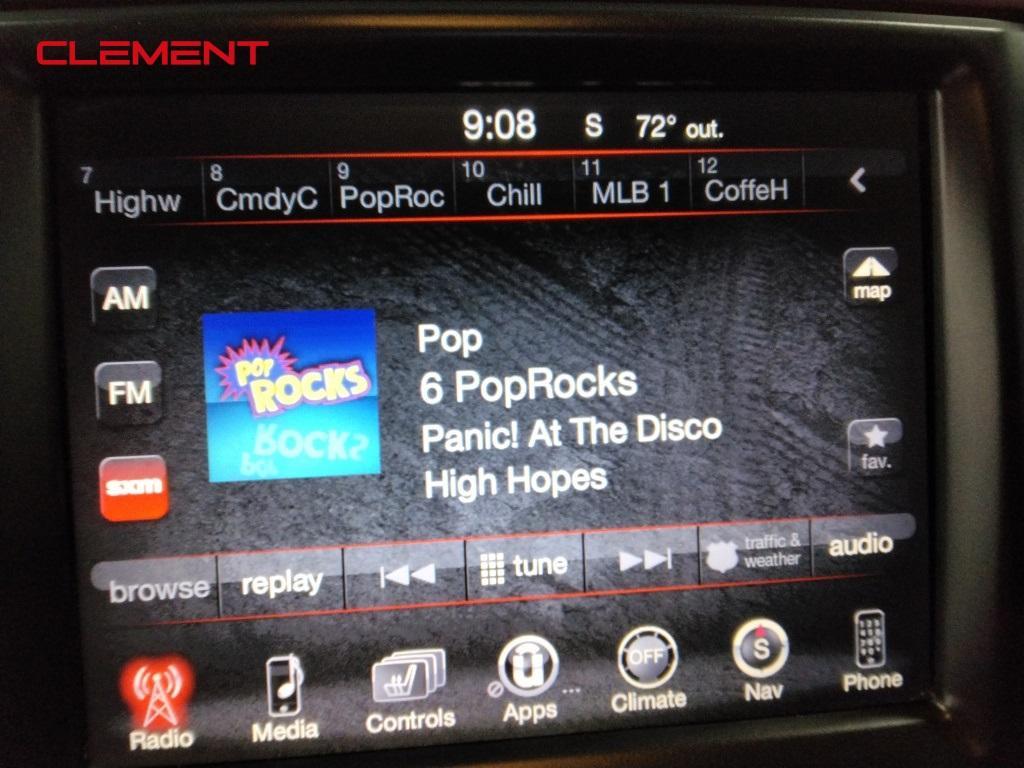 CLEMENT
9:08 S 72° out.
7 Highw 8 CmdyC 9 PopRoc 10 Chill 11 MLB 1 12 CoffeH
map
AM
Pop
POP
ROCKS
6 PopRocks
FM
Panic! At The Disco
fav.
High Hopes
sxm
browse replay tune traffic & weather audio
OFF
S
Radio Media Controls Apps Climate Nav Phone